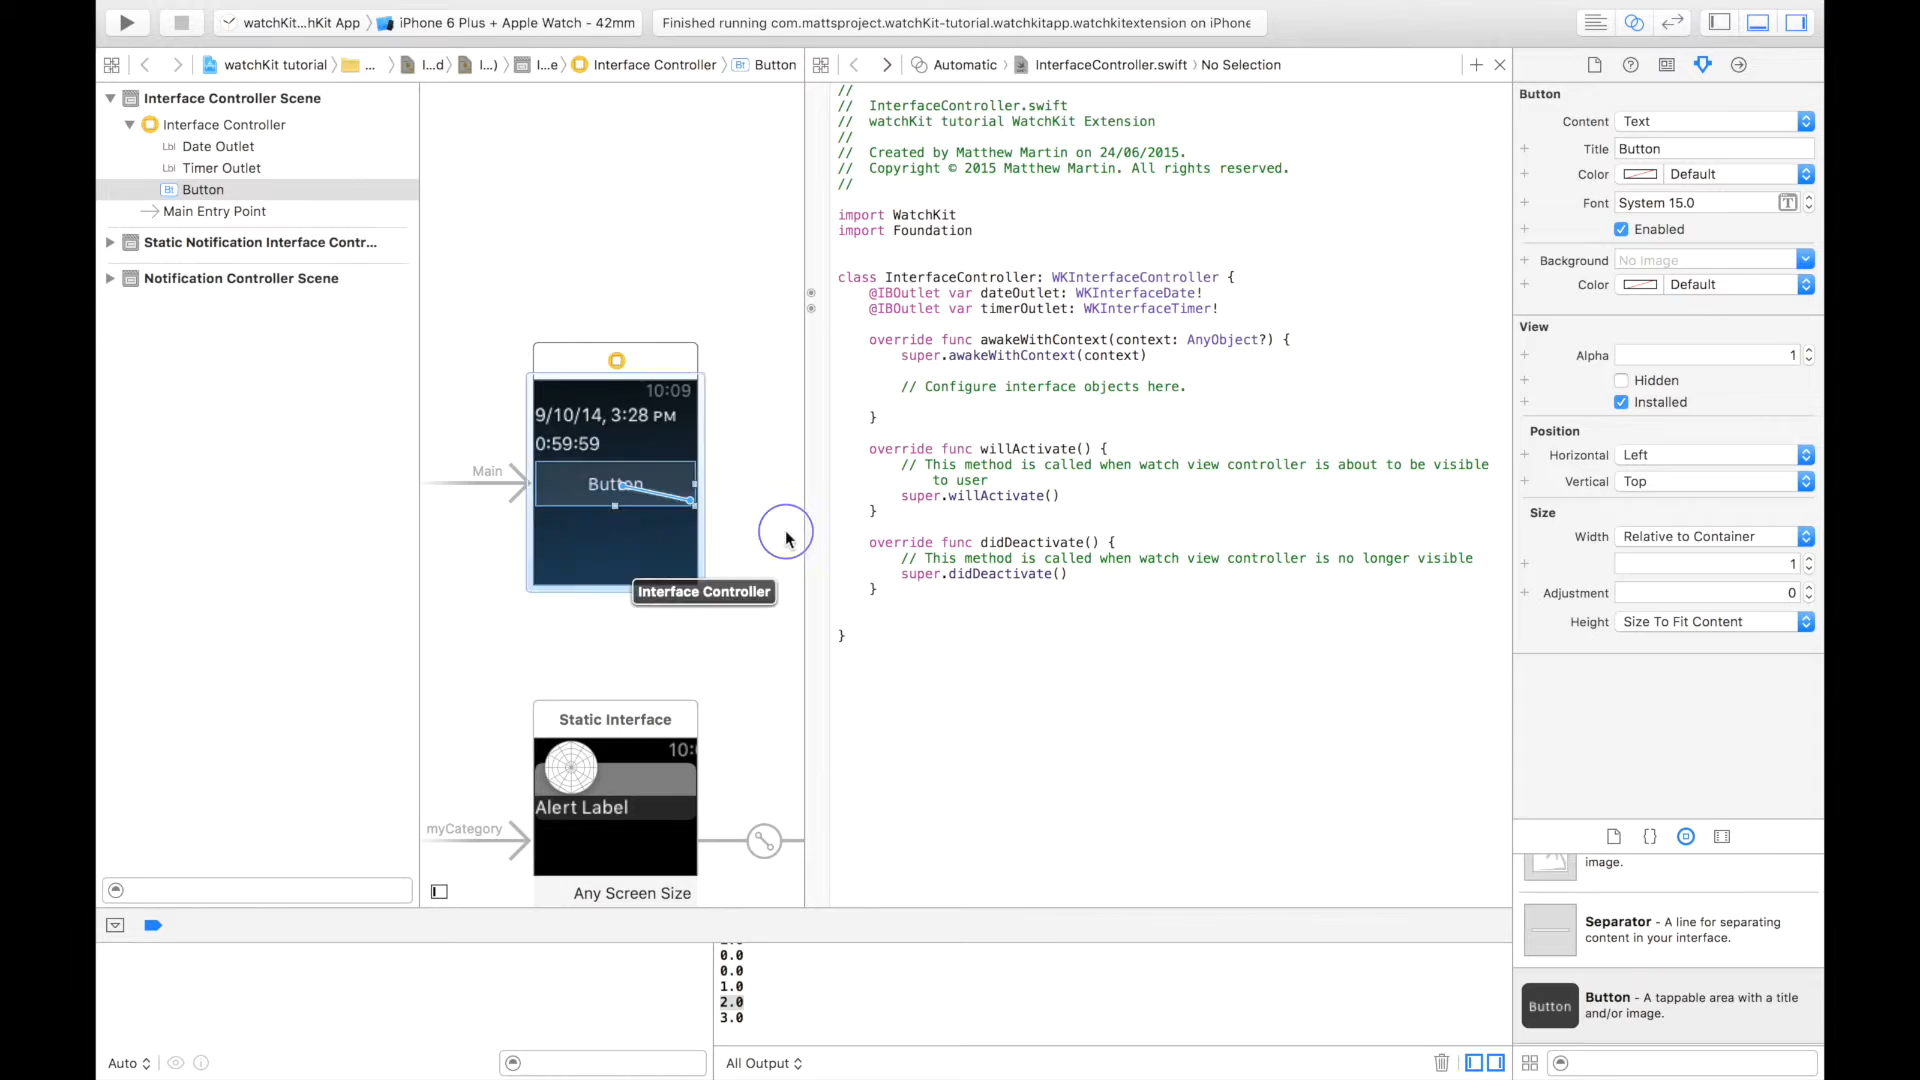 watchKit...hKit App
iPhone 6 Plus + Apple Watch - 42mm
Finished running com.mattsproject.watchKit-tutorial.watchkitapp.watchkitextension on iPhone
watchKit tutorial
...
I...d
I...)
I...e
Interface Controller
Bt
Button
Automatic
InterfaceController.swift
No Selection
Interface Controller Scene
Interface Controller
Lbl Date Outlet
Lbl Timer Outlet
Bt Button
Main Entry Point
Static Notification Interface Contr...
Notification Controller Scene
Main
10:09
9/10/14, 3:28 PM
0:59:59
Button
Interface Controller
Static Interface
10:
Alert Label
myCategory
Any Screen Size
//
// InterfaceController.swift
// watchKit tutorial WatchKit Extension
//
// Created by Matthew Martin on 24/06/2015.
// Copyright © 2015 Matthew Martin. All rights reserved.
//
import WatchKit
import Foundation
class InterfaceController: WKInterfaceController {
@IBOutlet var dateOutlet: WKInterfaceDate!
@IBOutlet var timerOutlet: WKInterfaceTimer!
override func awakeWithContext(context: AnyObject?) {
super.awakeWithContext(context)
// Configure interface objects here.
}
override func willActivate() {
// This method is called when watch view controller is about to be visible
to user
super.willActivate()
}
override func didDeactivate() {
// This method is called when watch view controller is no longer visible
super.didDeactivate()
}
}
Button
Content Text
Title Button
Color Default
Font System 15.0
Enabled
Background No Image
Color Default
View
Alpha 1
Hidden
Installed
Position
Horizontal Left
Vertical Top
Size
Width Relative to Container
1
Adjustment 0
Height Size To Fit Content
image.
Separator - A line for separating
content in your interface.
Button
Button - A tappable area with a title
and/or image.
0.0
0.0
1.0
2.0
3.0
Auto
All Output